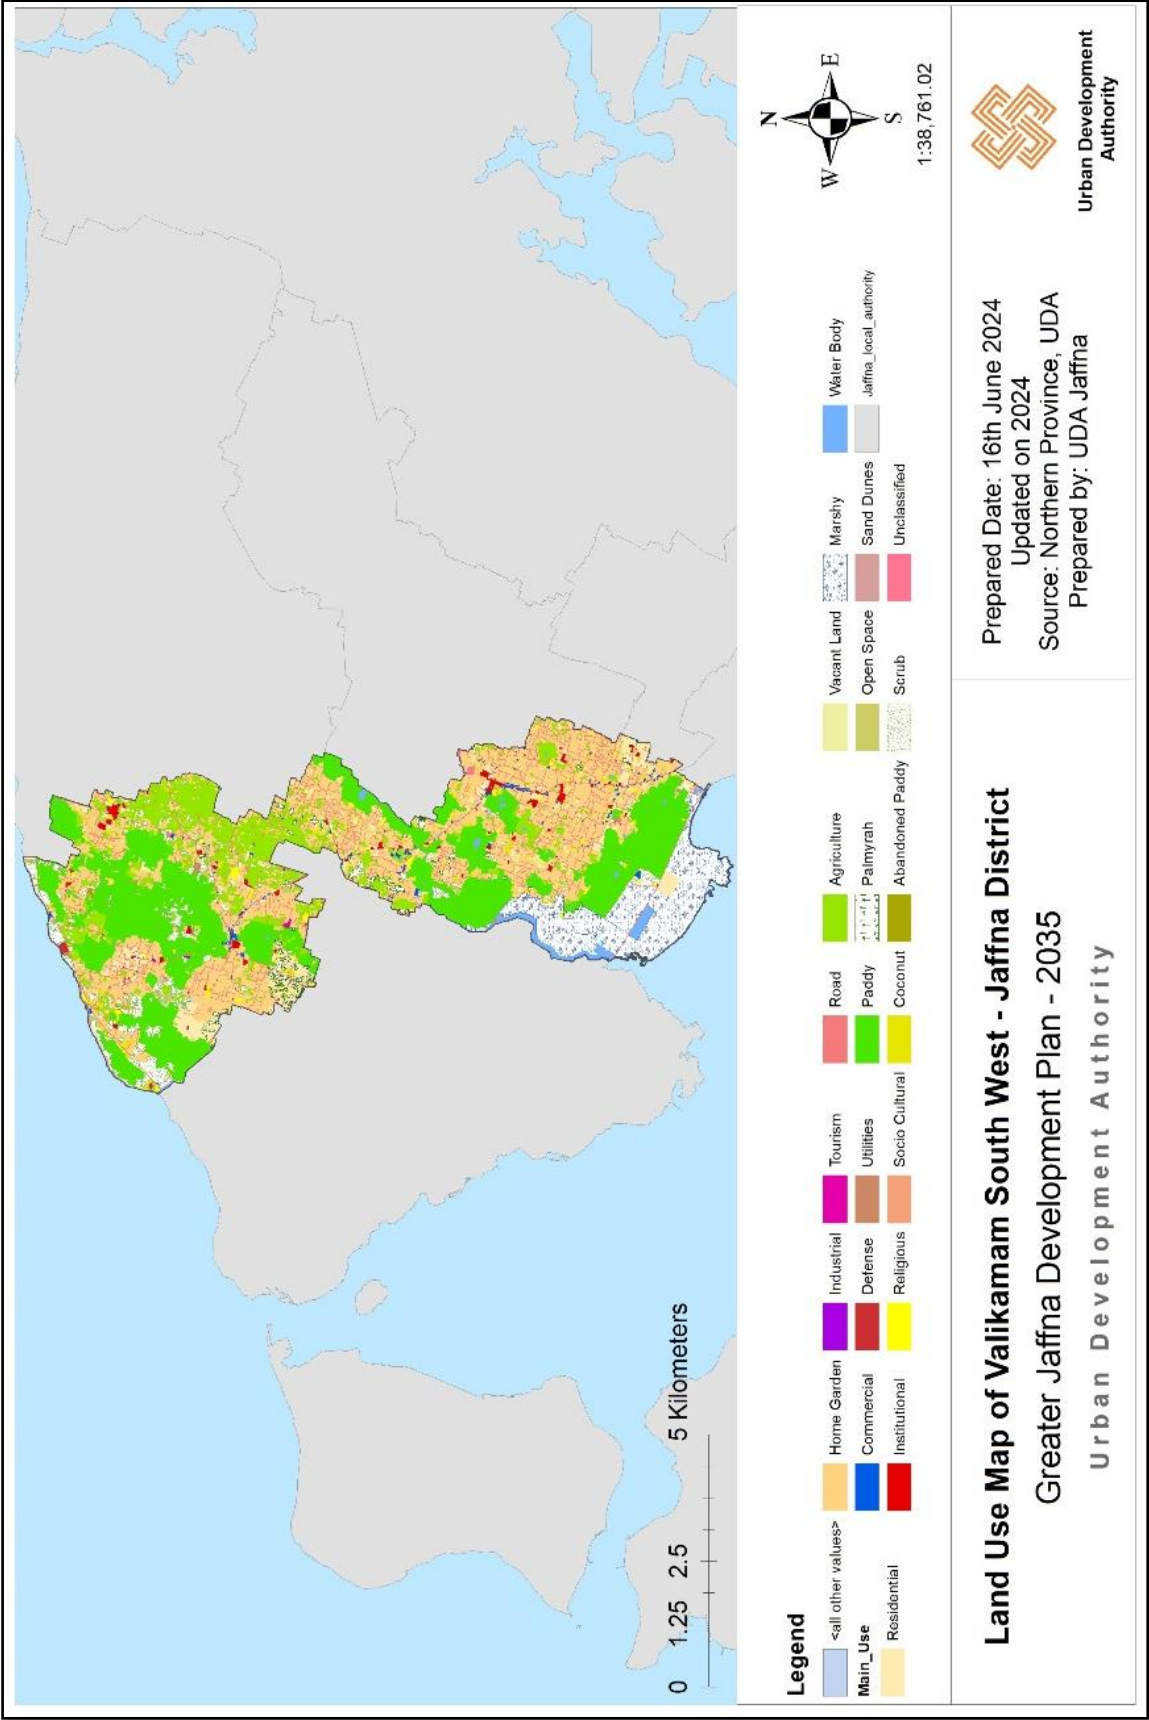 0 1.25 2.5 5 Kilometers
Legend
<all other values>
Main_Use
Residential
Home Garden
Commercial
Institutional
Industrial
Defense
Religious
Tourism
Utilities
Socio Cultural
Road
Paddy
Coconut
Agriculture
Palmyrah
Abandoned Paddy
Vacant Land
Open Space
Scrub
Marshy
Sand Dunes
Unclassified
Water Body
Jaffna_local_authority
N
W E
S
1:38,761.02
Land Use Map of Valikamam South West - Jaffna District
Greater Jaffna Development Plan - 2035
Urban Development Authority
Prepared Date: 16th June 2024
Updated on 2024
Source: Northern Province, UDA
Prepared by: UDA Jaffna
Urban Development
Authority